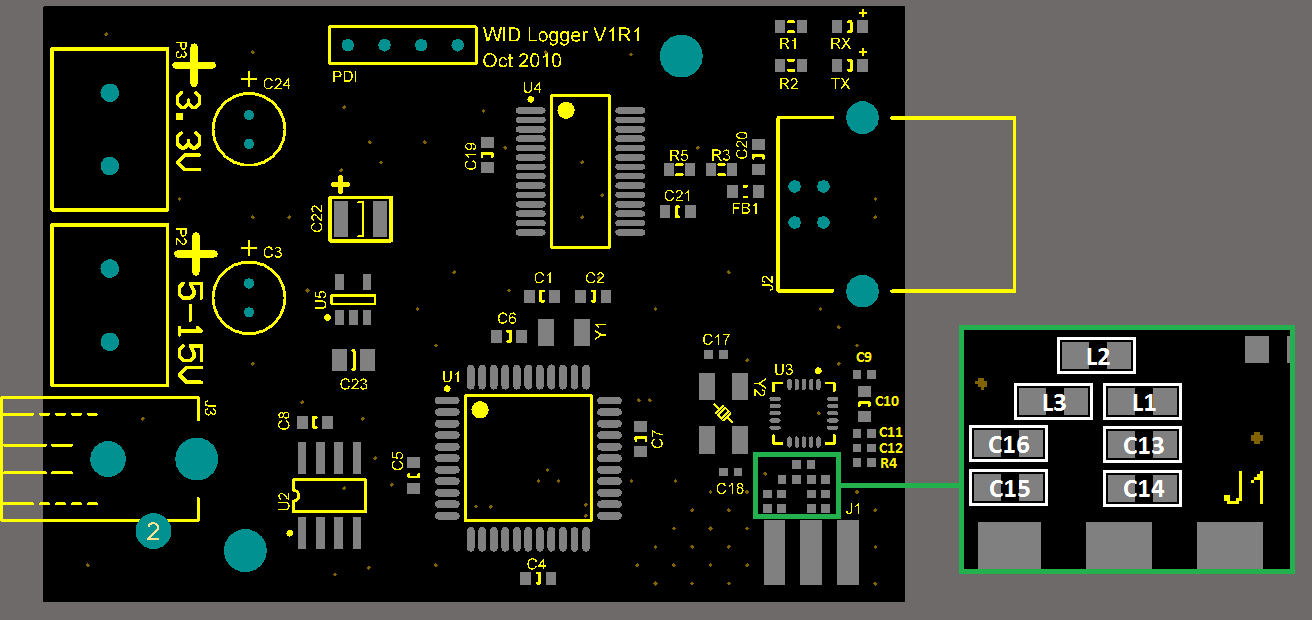 WID Logger V1R1
Oct 2010
PDI
R1
RX
+
R2
TX
+
P3
+3.3V
+
C24
U4
C19
R5
R3
C20
C21
FB1
J2
+
C22
P2
+5-15V
+
C3
U5
C23
C1
C2
C6
Y1
C17
U3
Y2
C9
C10
C11
C12
R4
U1
C7
C18
J1
J3
C8
C5
U2
2
C4
L2
L3
L1
C16
C13
C15
C14
J1